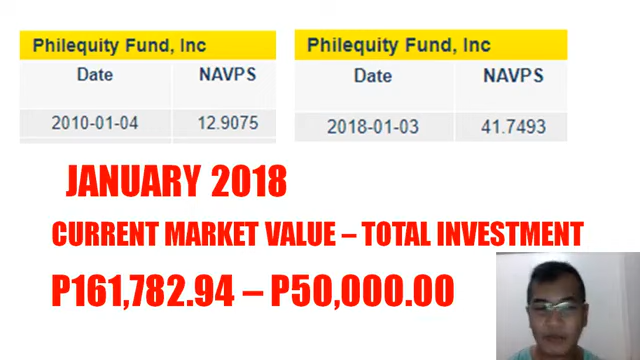 Philequity Fund, Inc
Date NAVPS
2010-01-04 12.9075
Philequity Fund, Inc
Date NAVPS
2018-01-03 41.7493
JANUARY 2018
CURRENT MARKET VALUE – TOTAL INVESTMENT
P161,782.94 – P50,000.00